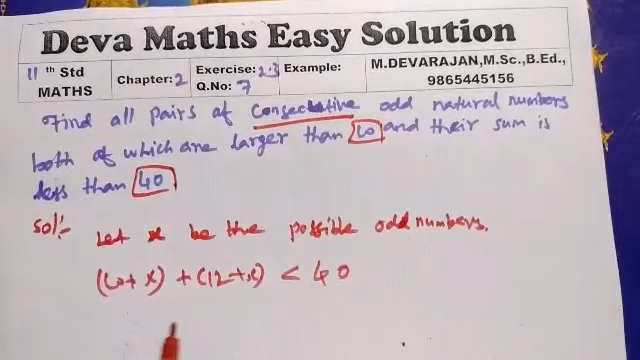 Deva Maths Easy Solution
11th Std MATHS
Chapter: 2
Exercise: 2.3
Q.No: 7
Example:
M.DEVARAJAN,M.Sc.,B.Ed.,
9865445156
Find all pairs of Consecutive odd natural numbers
both of which are larger than 10 and their sum is
less than 40
Sol:-
Let x be the possible odd numbers.
(10+x) + (12+x) < 40